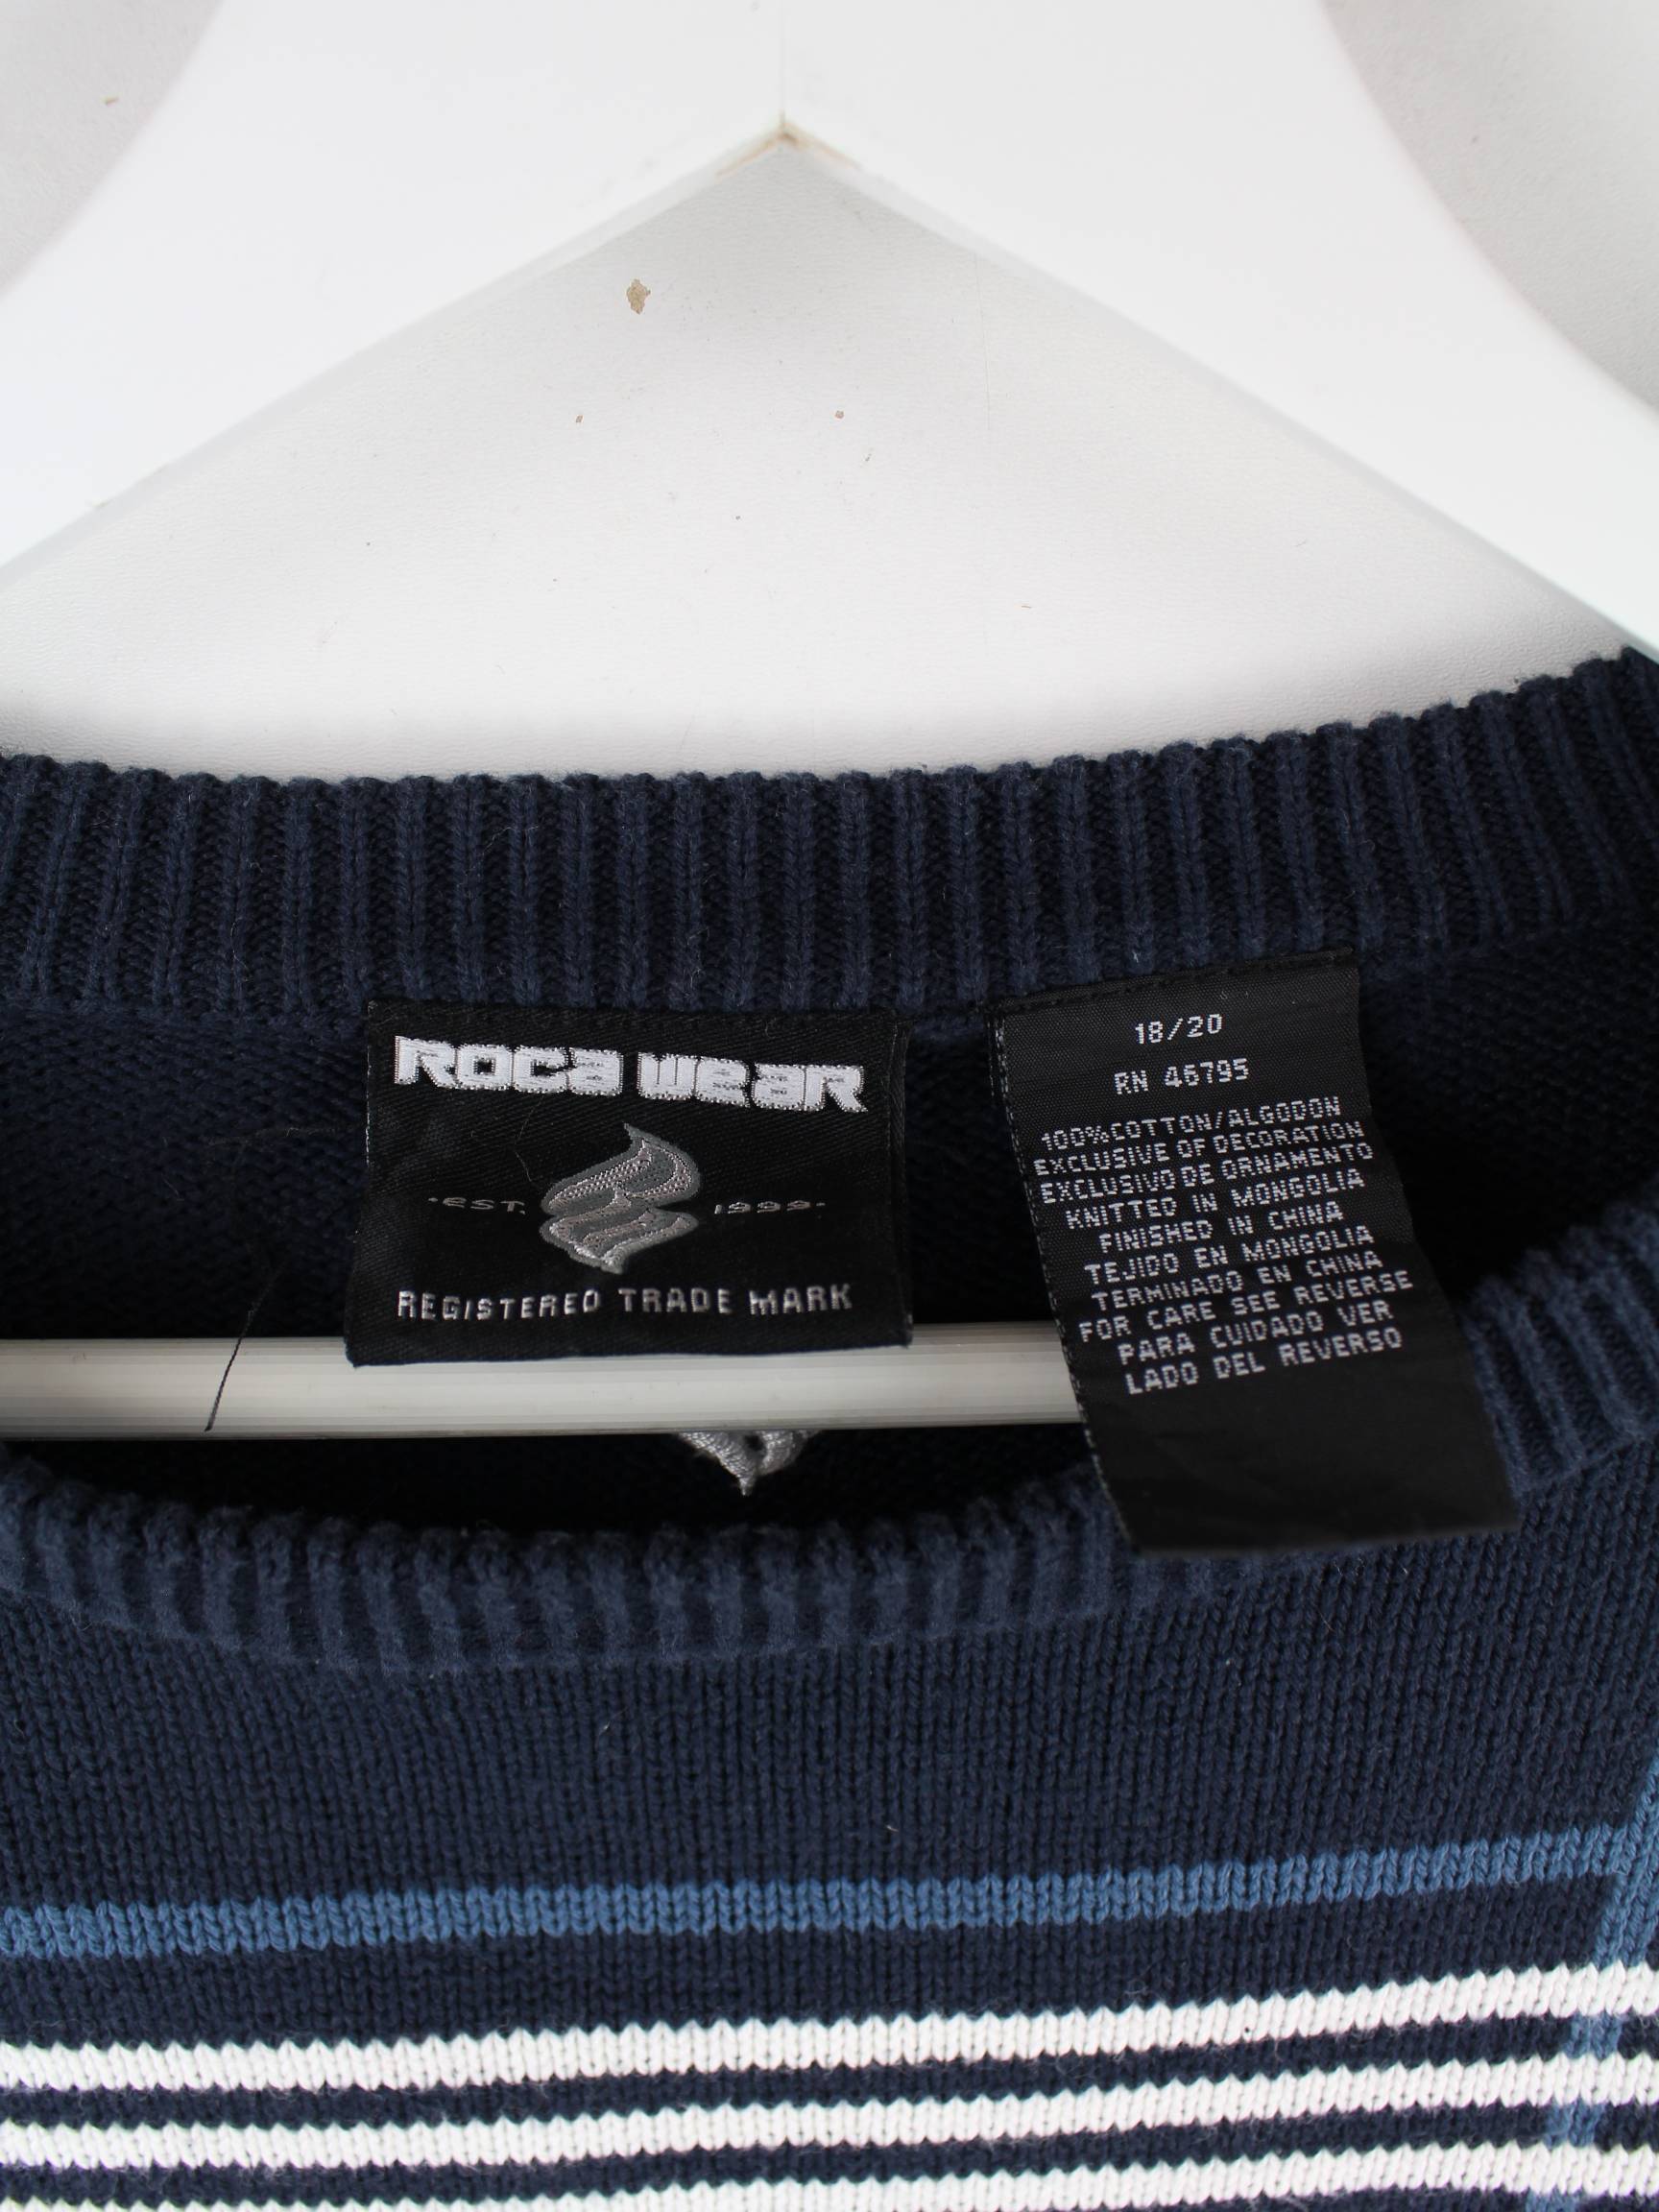 ROCA WEAR
·EST. 1999·
REGISTERED TRADE MARK
18/20
RN 46795
100%COTTON/ALGODON
EXCLUSIVE OF DECORATION
EXCLUSIVO DE ORNAMENTO
KNITTED IN MONGOLIA
FINISHED IN CHINA
TEJIDO EN MONGOLIA
TERMINADO EN CHINA
FOR CARE SEE REVERSE
PARA CUIDADO VER
LADO DEL REVERSO